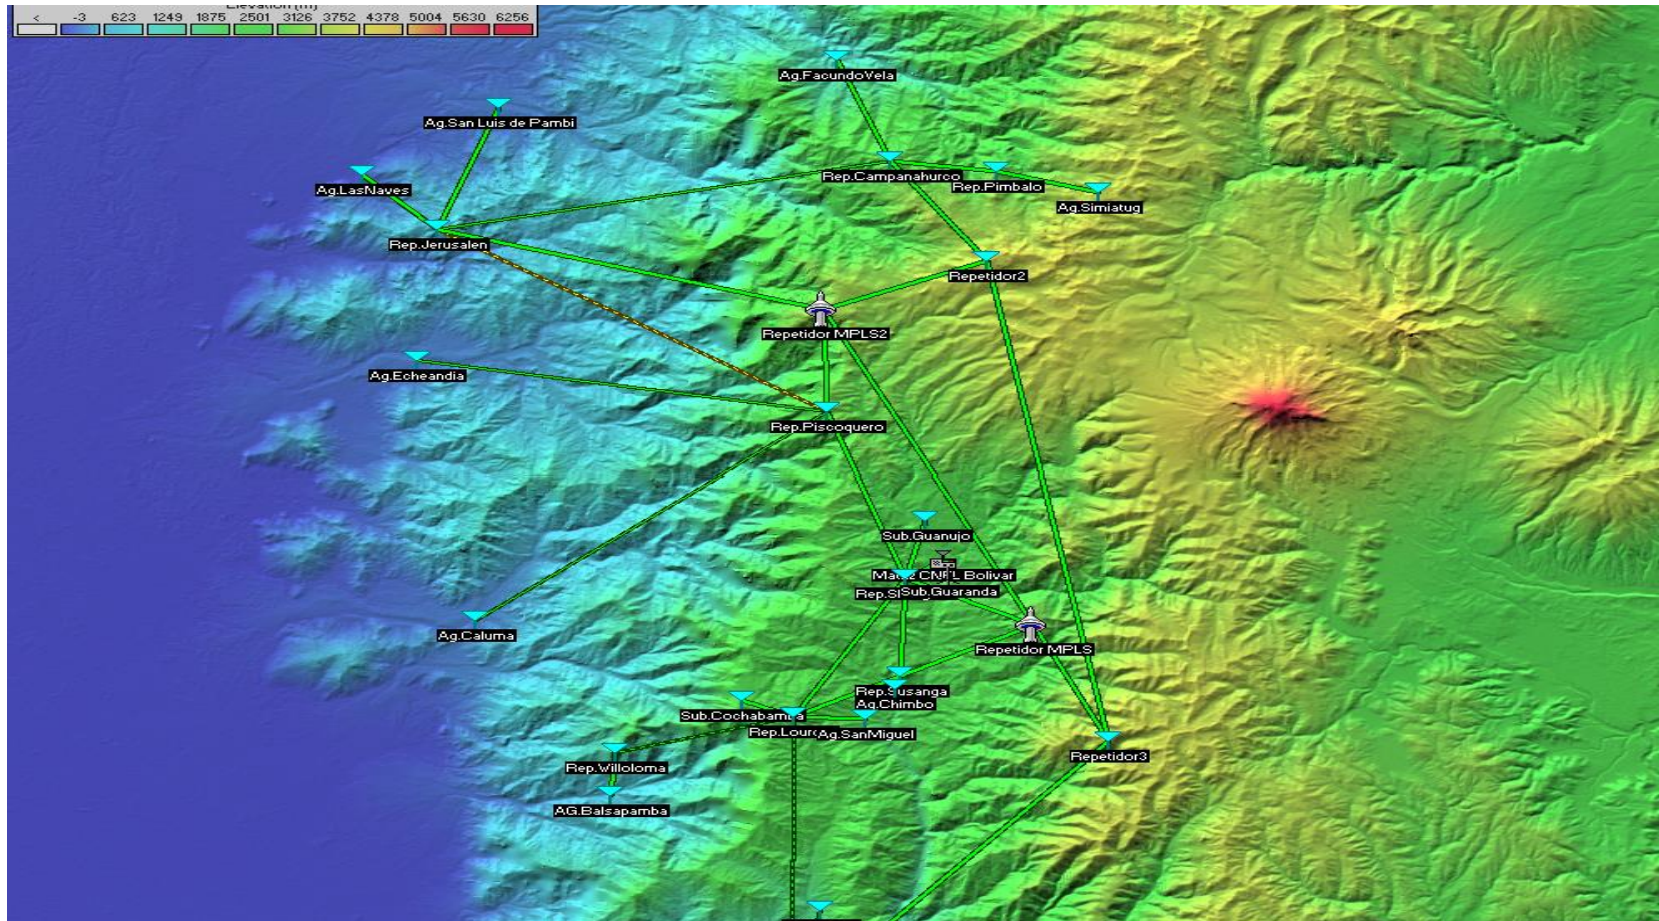 Elevation (m)
< -3 623 1249 1875 2501 3126 3752 4378 5004 5630 6256
Ag.FacundoVela
Ag.San Luis de Pambi
Rep.Campanahurco
Rep.Pimbalo
Ag.LasNaves
Ag.Simiatug
Rep.Jerusalen
Repetidor2
Repetidor MPLS2
Ag.Echeandia
Rep.Piscoquero
Sub.Guanujo
Bolivar
Sub.Guaranda
Ag.Caluma
Repetidor MPLS
Rep.Susanga
Ag.Chimbo
Sub.Cochabamba
Ag.SanMiguel
Repetidor3
Rep.Willoloma
AG.Balsapamba